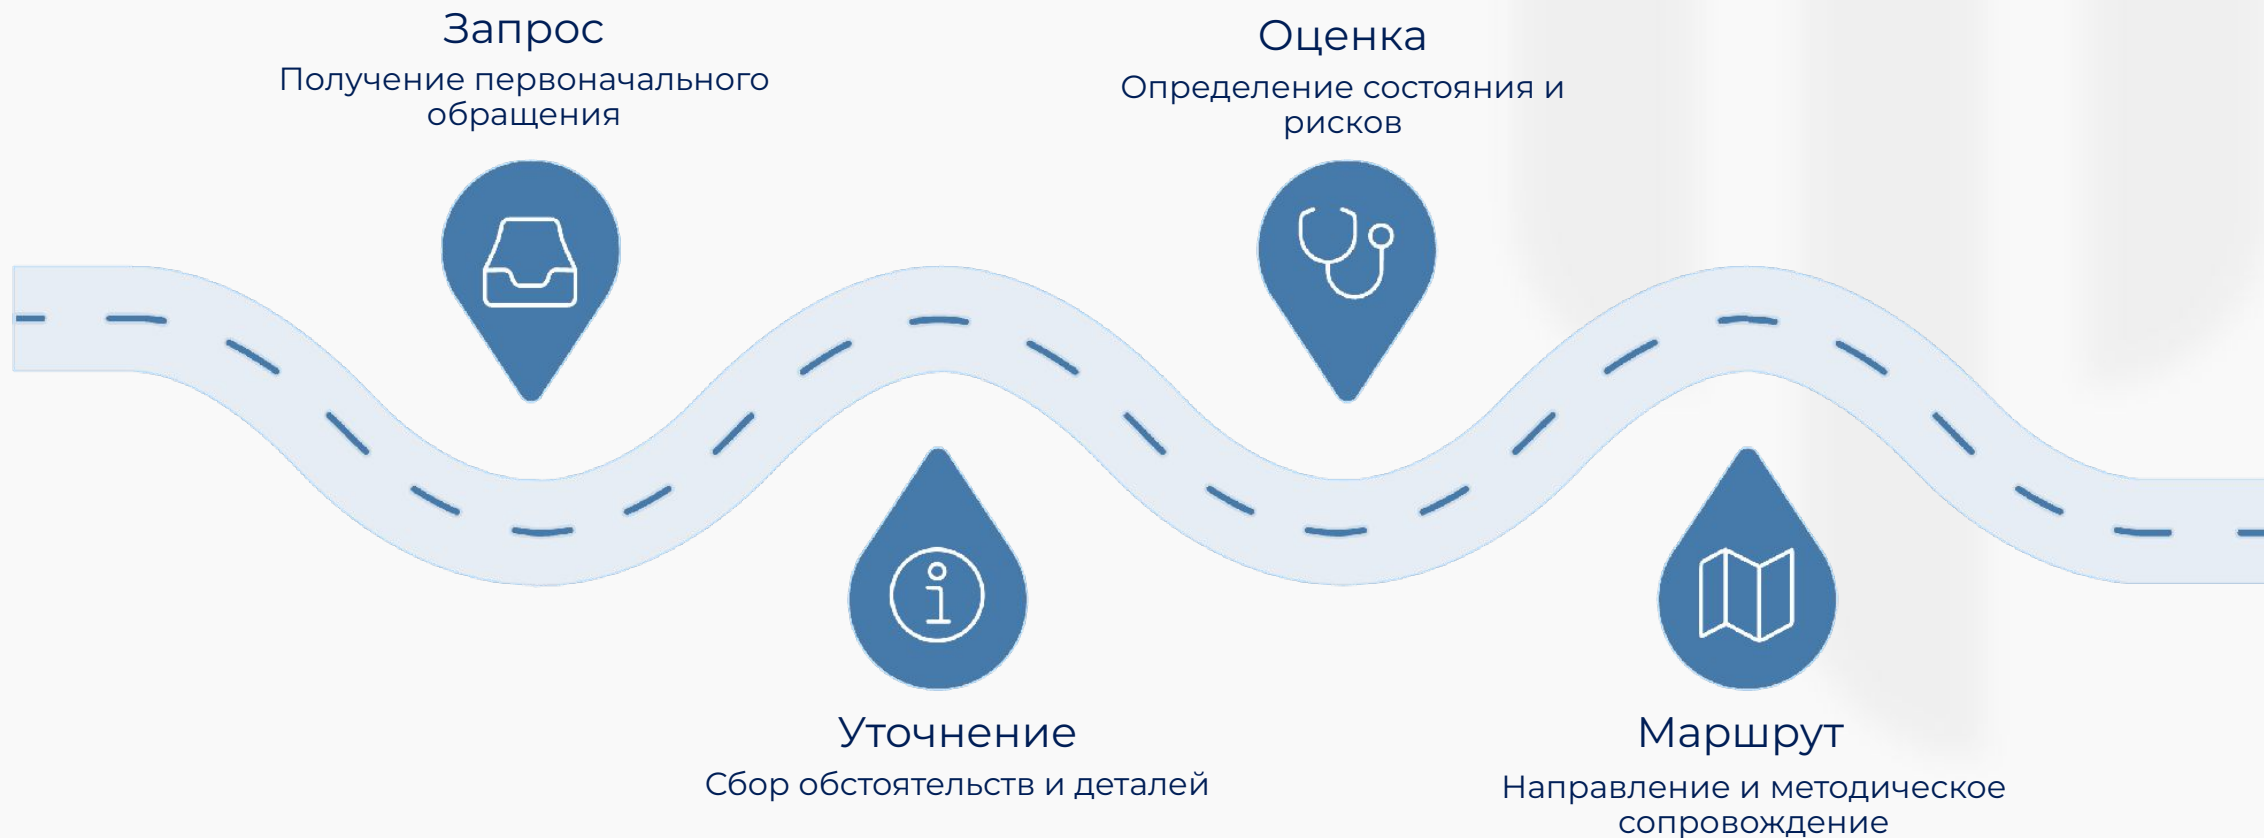 Запрос
Получение первоначального
обращения
Оценка
Определение состояния и
рисков
Уточнение
Сбор обстоятельств и деталей
Маршрут
Направление и методическое
сопровождение